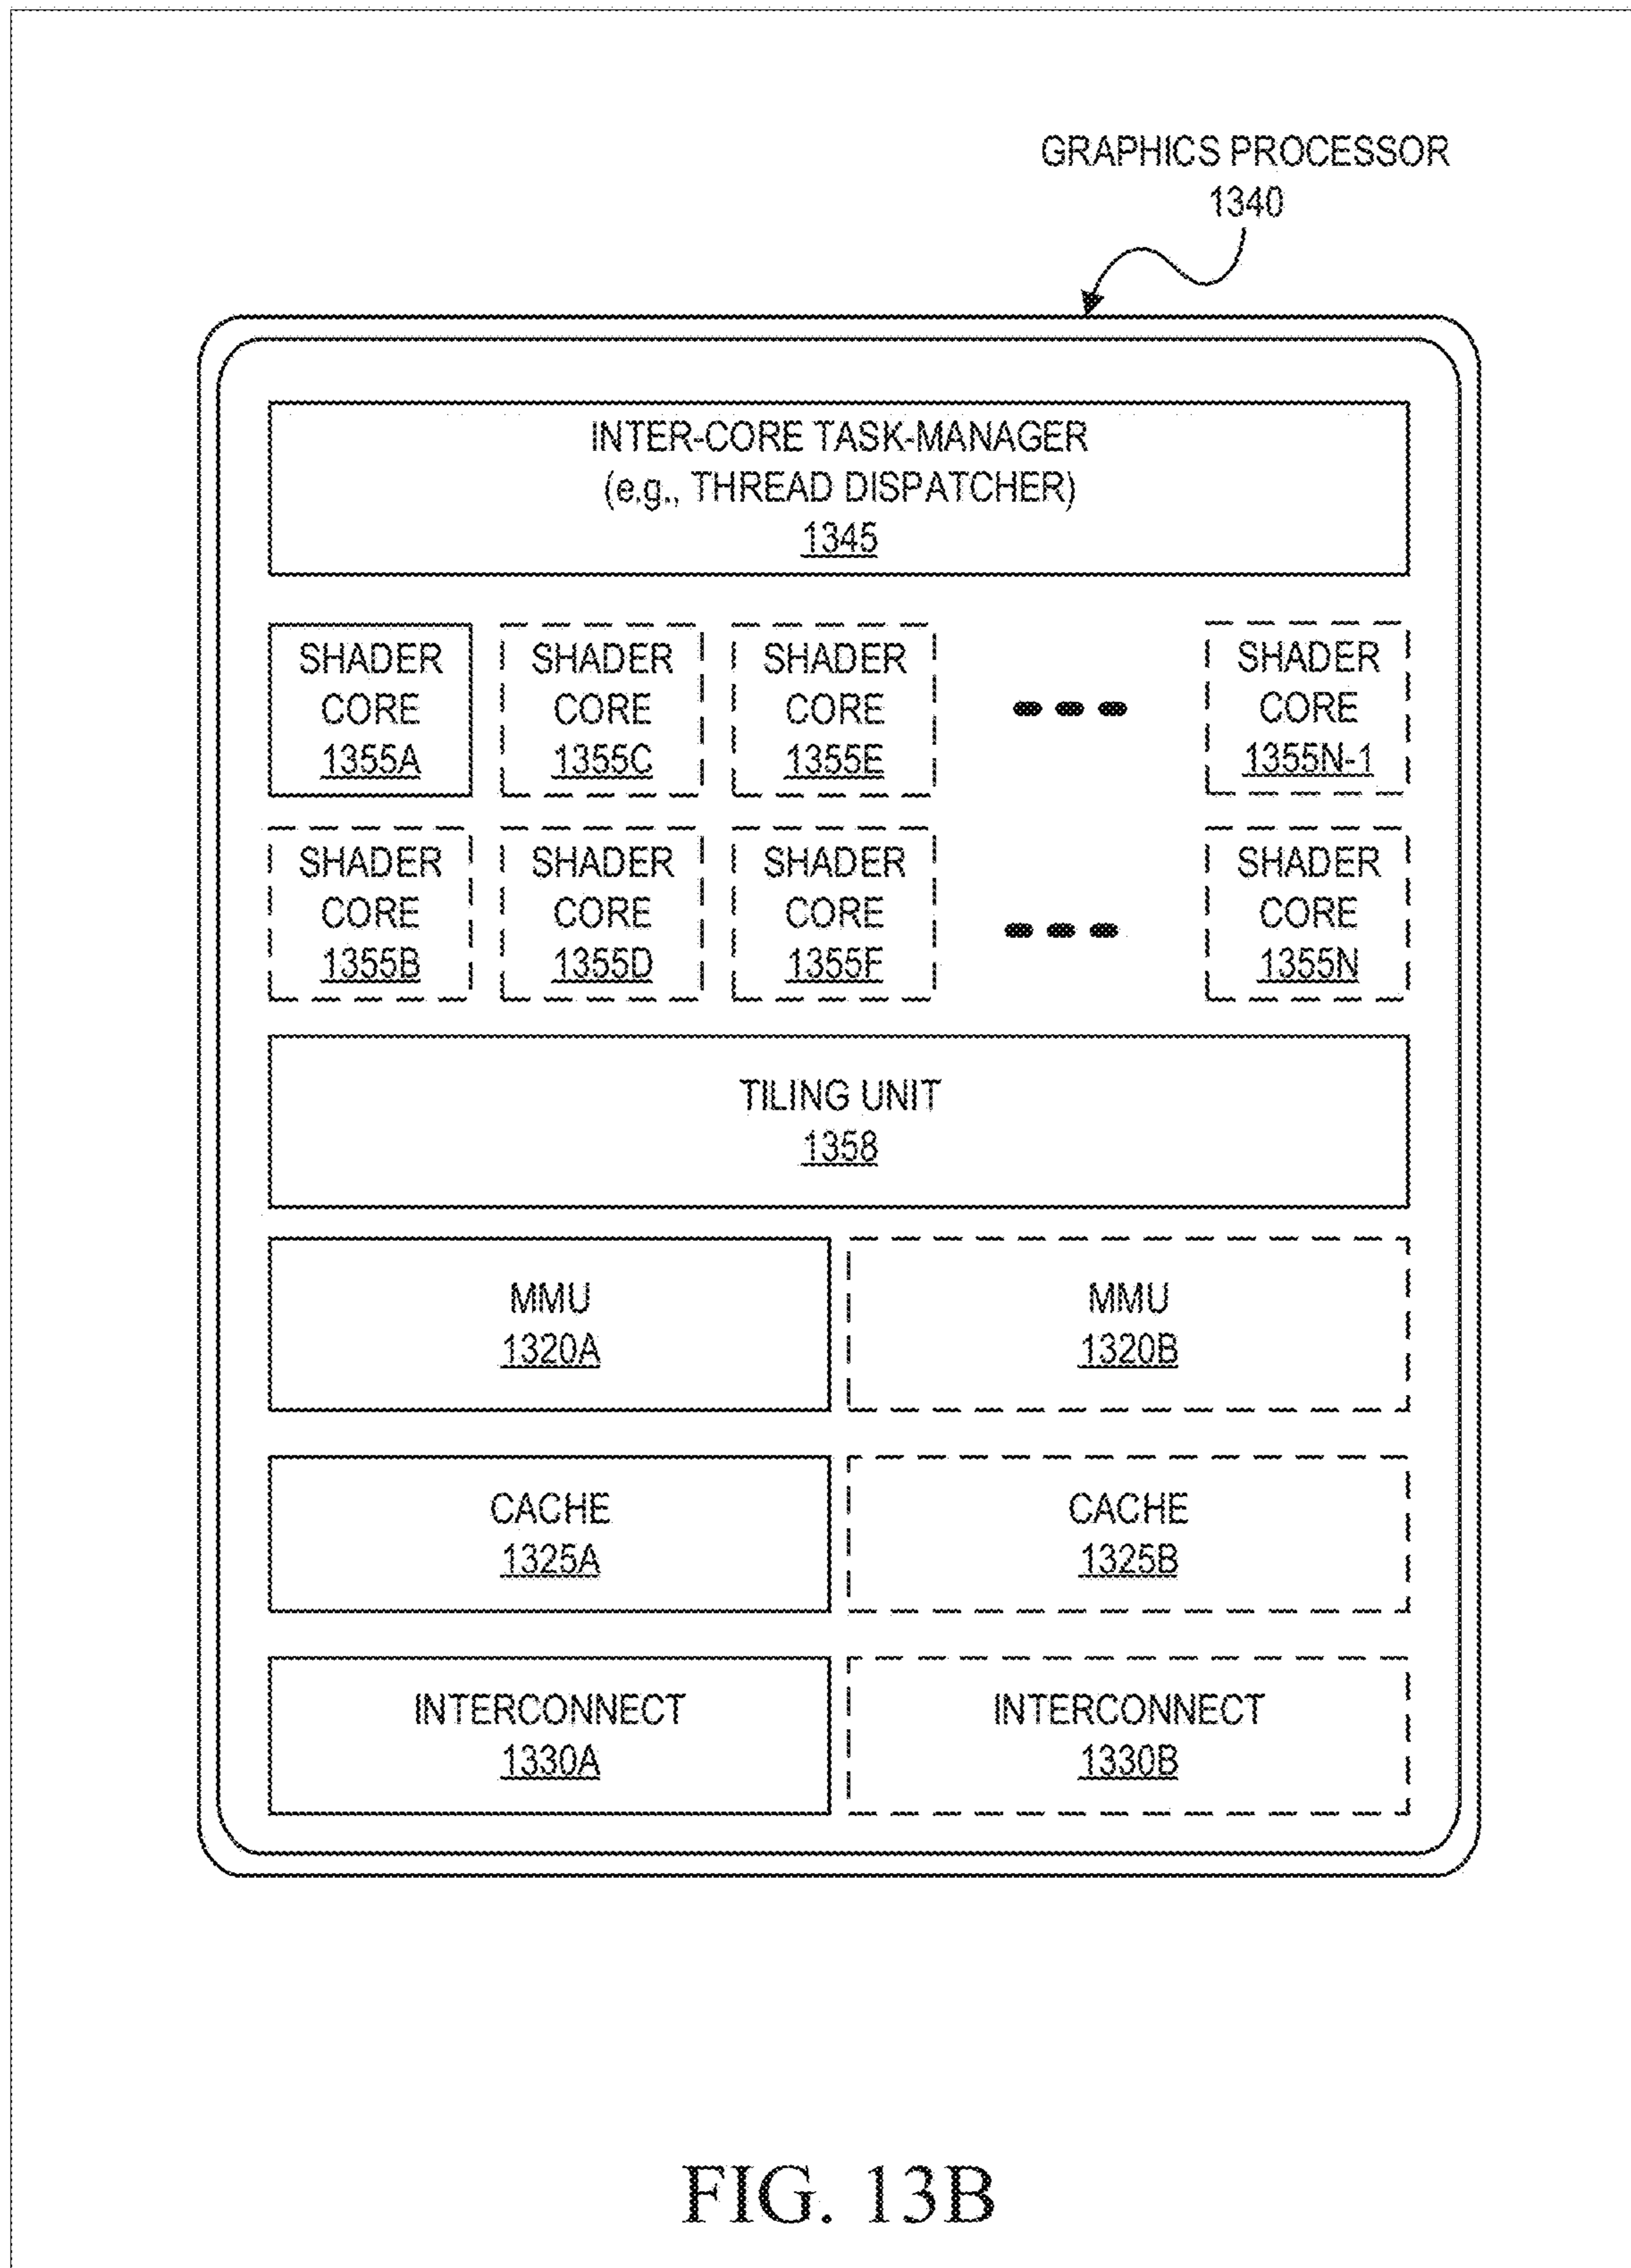 GRAPHICS PROCESSOR
1340
INTER-CORE TASK-MANAGER
(e.g., THREAD DISPATCHER)
1345
SHADER
CORE
1355A
SHADER
CORE
1355C
SHADER
CORE
1355E
SHADER
CORE
1355N-1
SHADER
CORE
1355B
SHADER
CORE
1355D
SHADER
CORE
1355F
SHADER
CORE
1355N
TILING UNIT
1358
MMU
1320A
MMU
1320B
CACHE
1325A
CACHE
1325B
INTERCONNECT
1330A
INTERCONNECT
1330B
FIG. 13B